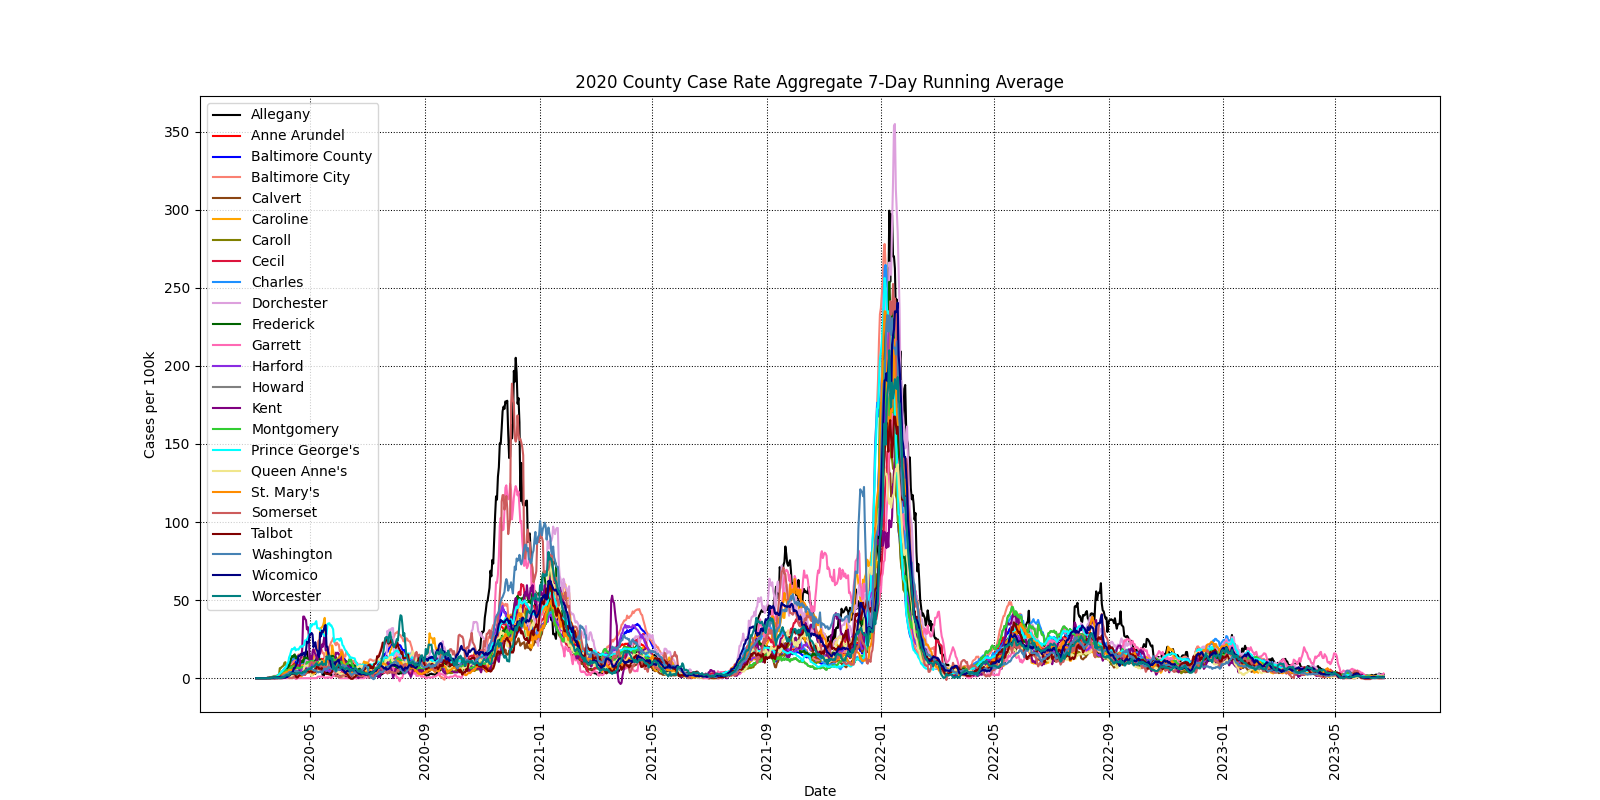 2020 County Case Rate Aggregate 7-Day Running Average
Allegany
Anne Arundel
Baltimore County
Baltimore City
Calvert
Caroline
Caroll
Cecil
Charles
Dorchester
Frederick
Garrett
Harford
Howard
Kent
Montgomery
Prince George's
Queen Anne's
St. Mary's
Somerset
Talbot
Washington
Wicomico
Worcester
Cases per 100k
350
300
250
200
150
100
50
0
2020-05
2020-09
2021-01
2021-05
2021-09
2022-01
2022-05
2022-09
2023-01
2023-05
Date